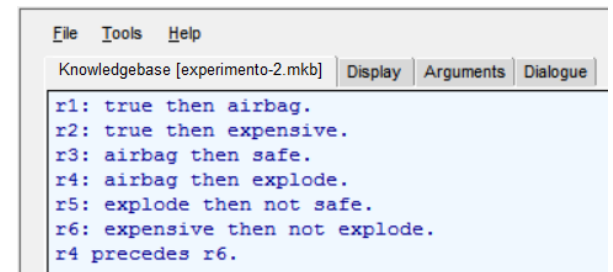 File Tools Help
Knowledgebase [experimento-2.mkb] Display Arguments Dialogue
r1: true then airbag.
r2: true then expensive.
r3: airbag then safe.
r4: airbag then explode.
r5: explode then not safe.
r6: expensive then not explode.
r4 precedes r6.